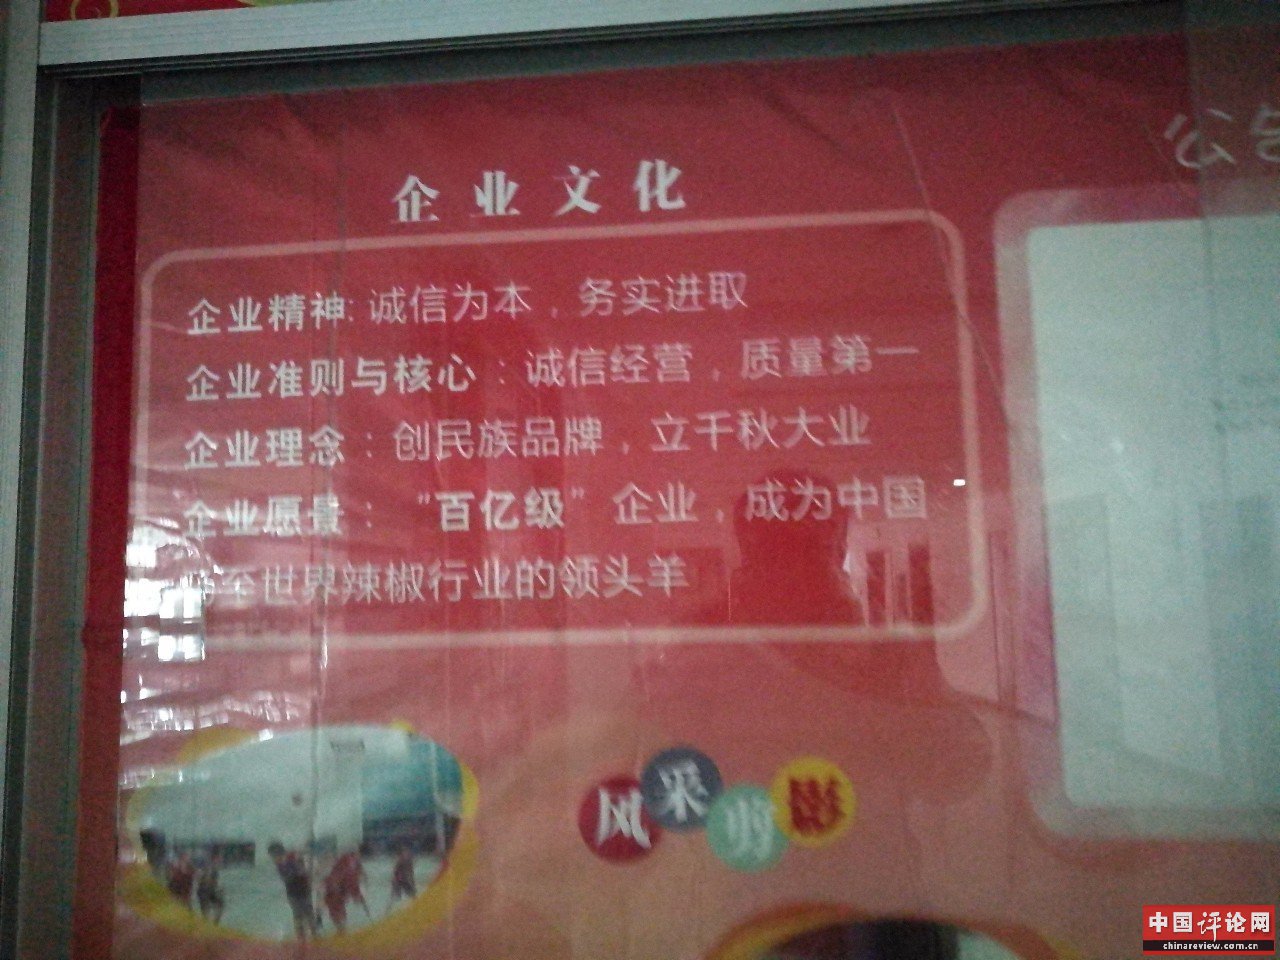 企业文化
公告
企业精神:诚信为本，务实进取
企业准则与核心：诚信经营，质量第一
企业理念：创民族品牌，立千秋大业
企业愿景："百亿级"企业，成为中国
至世界辣椒行业的领头羊
风采剪影
中国评论网
chinareview.com.cn